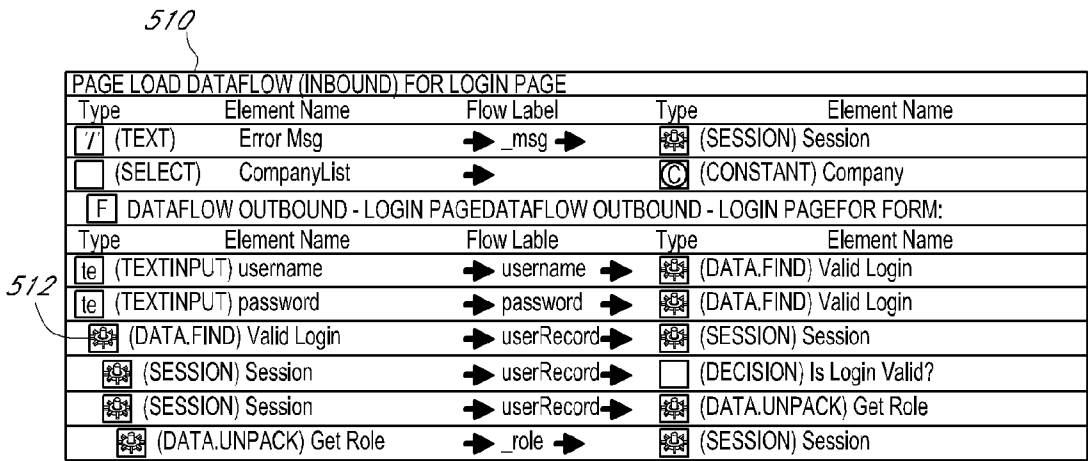 510
PAGE LOAD DATAFLOW (INBOUND) FOR LOGIN PAGE
Type Element Name Flow Label Type Element Name
T (TEXT) Error Msg _msg (SESSION) Session
(SELECT) CompanyList C (CONSTANT) Company
F DATAFLOW OUTBOUND - LOGIN PAGEDATAFLOW OUTBOUND - LOGIN PAGEFOR FORM:
Type Element Name Flow Lable Type Element Name
te (TEXTINPUT) username username (DATA.FIND) Valid Login
te (TEXTINPUT) password password (DATA.FIND) Valid Login
512 (DATA.FIND) Valid Login userRecord (SESSION) Session
(SESSION) Session userRecord (DECISION) Is Login Valid?
(SESSION) Session userRecord (DATA.UNPACK) Get Role
(DATA.UNPACK) Get Role _role (SESSION) Session